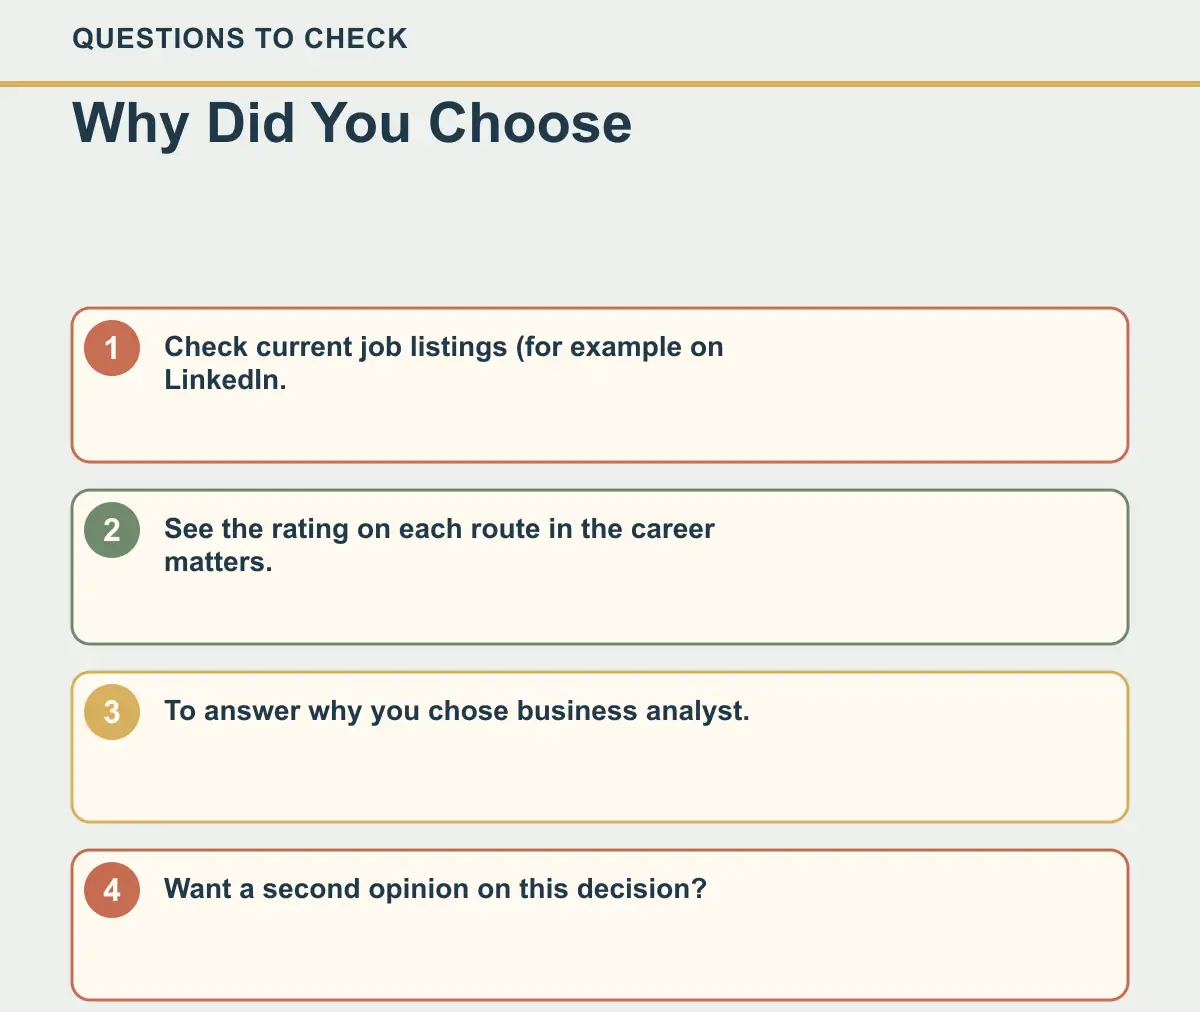 QUESTIONS TO CHECK
Why Did You Choose
1
Check current job listings (for example on
LinkedIn.
2
See the rating on each route in the career
matters.
3
To answer why you chose business analyst.
4
Want a second opinion on this decision?